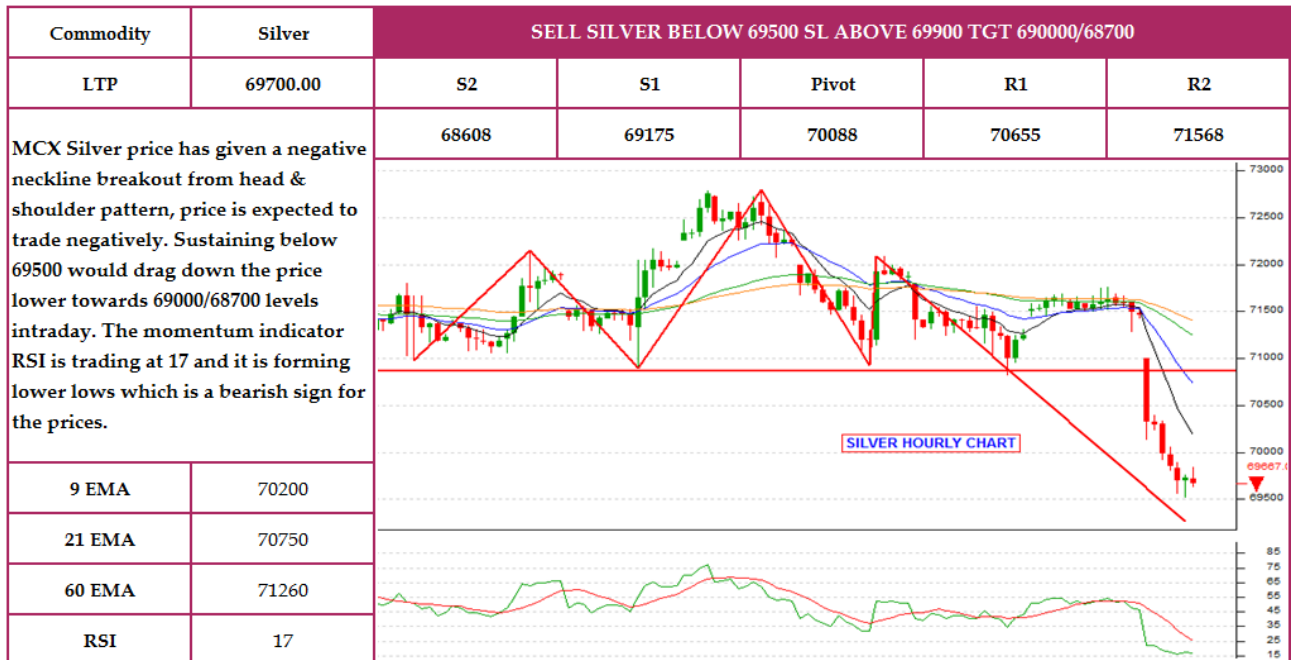 Commodity Silver SELL SILVER BELOW 69500 SL ABOVE 69900 TGT 690000/68700
LTP 69700.00 S2 S1 Pivot R1 R2
68608 69175 70088 70655 71568
MCX Silver price has given a negative
neckline breakout from head &
shoulder pattern, price is expected to
trade negatively. Sustaining below
69500 would drag down the price
lower towards 69000/68700 levels
intraday. The momentum indicator
RSI is trading at 17 and it is forming
lower lows which is a bearish sign for
the prices.
9 EMA 70200
21 EMA 70750
60 EMA 71260
RSI 17
73000
72500
72000
71500
71000
70500
70000
69667.0
69500
SILVER HOURLY CHART
85
75
65
55
45
35
25
15